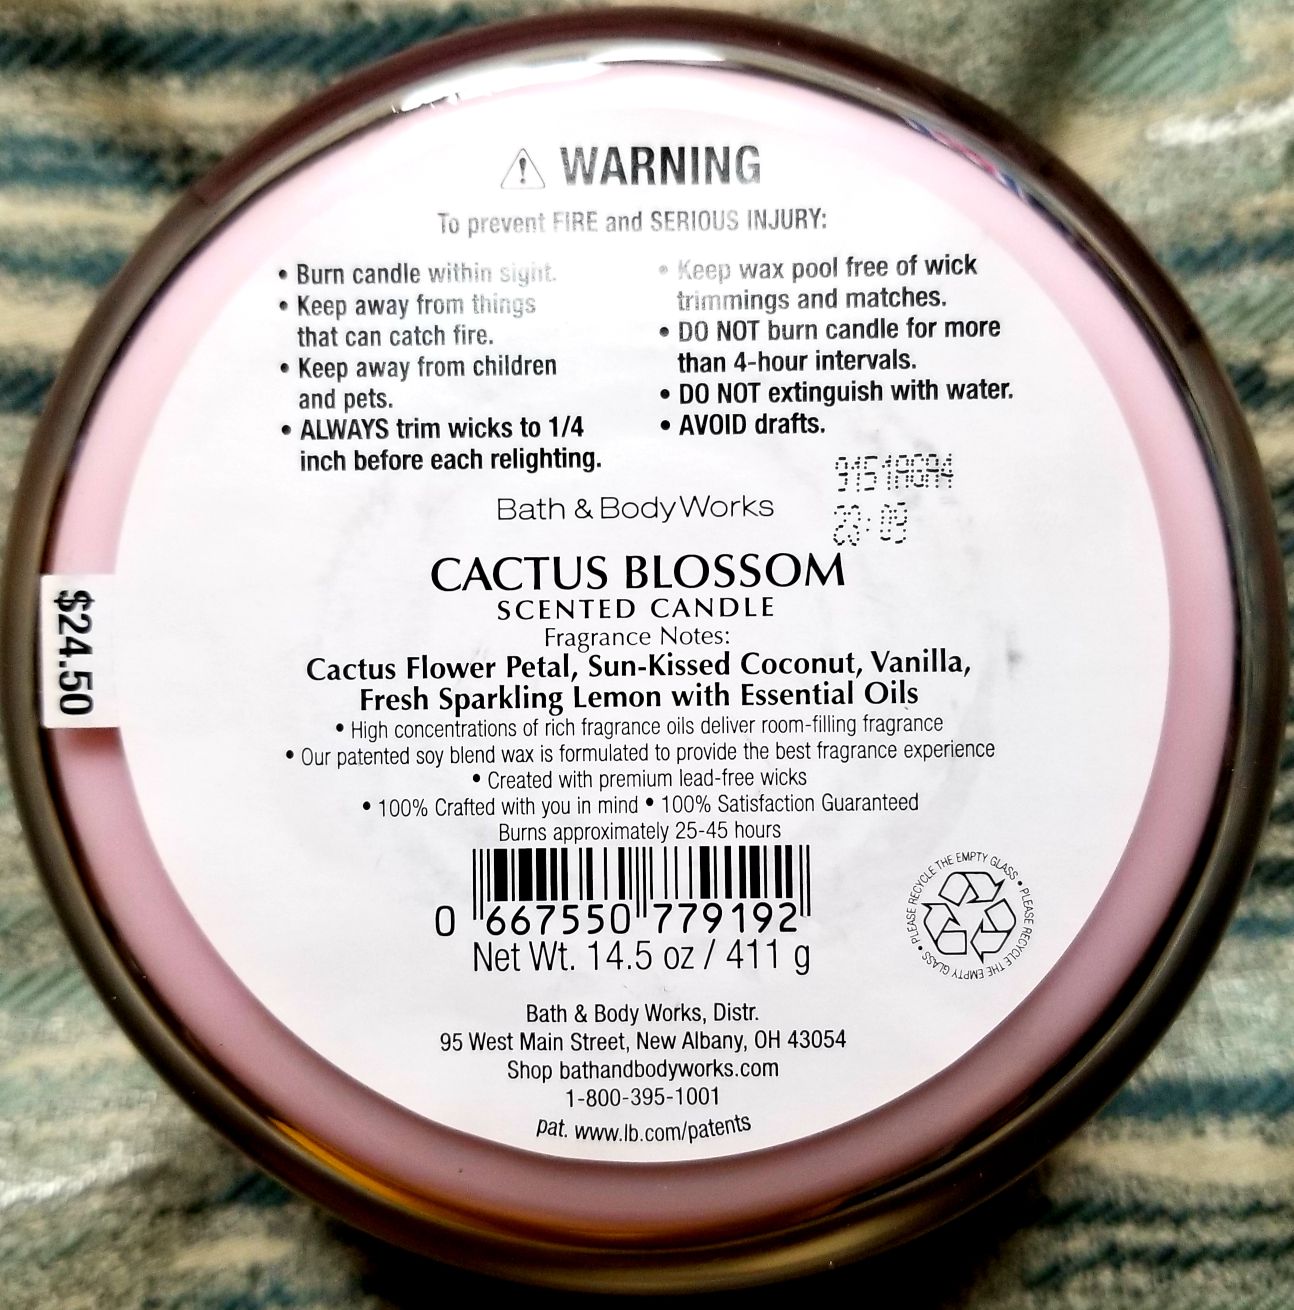 WARNING
To prevent FIRE and SERIOUS INJURY:
• Burn candle within sight.
• Keep away from things
that can catch fire.
• Keep away from children
and pets.
• ALWAYS trim wicks to 1/4
inch before each relighting.
• Keep wax pool free of wick
trimmings and matches.
• DO NOT burn candle for more
than 4-hour intervals.
• DO NOT extinguish with water.
• AVOID drafts.
9151AGA4
23:09
Bath & Body Works
CACTUS BLOSSOM
SCENTED CANDLE
Fragrance Notes:
Cactus Flower Petal, Sun-Kissed Coconut, Vanilla,
Fresh Sparkling Lemon with Essential Oils
• High concentrations of rich fragrance oils deliver room-filling fragrance
• Our patented soy blend wax is formulated to provide the best fragrance experience
• Created with premium lead-free wicks
• 100% Crafted with you in mind • 100% Satisfaction Guaranteed
Burns approximately 25-45 hours
0 667550 779192
Net Wt. 14.5 oz / 411 g
PLEASE RECYCLE THE EMPTY GLASS • PLEASE RECYCLE THE EMPTY GLASS •
Bath & Body Works, Distr.
95 West Main Street, New Albany, OH 43054
Shop bathandbodyworks.com
1-800-395-1001
pat. www.lb.com/patents
$24.50